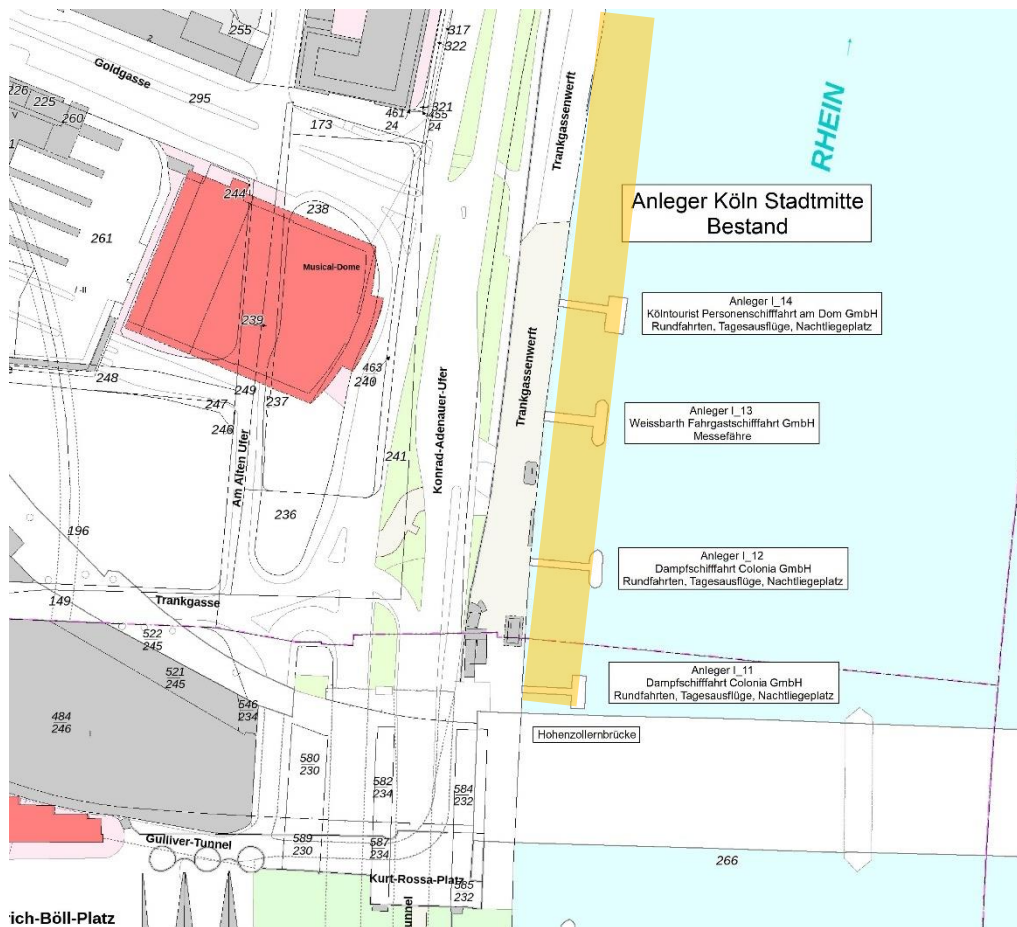 255
317
322
2
Goldgasse
295
226
225
260
321
461
24
455
24
173
Trankgassenwerft
RHEIN
Anleger Köln Stadtmitte
Bestand
244
238
261
Musical-Dome
I -II
239
Anleger I_14
Kölntourist Personenschifffahrt am Dom GmbH
Rundfahrten, Tagesausflüge, Nachtliegeplatz
463
240
248
249
237
247
246
Trankgassenwerft
Konrad-Adenauer-Ufer
Am Alten Ufer
241
Anleger I_13
Weissbarth Fahrgastschifffahrt GmbH
Messefähre
236
196
Anleger I_12
Dampfschifffahrt Colonia GmbH
Rundfahrten, Tagesausflüge, Nachtliegeplatz
149
Trankgasse
522
245
521
245
Anleger I_11
Dampfschifffahrt Colonia GmbH
Rundfahrten, Tagesausflüge, Nachtliegeplatz
546
234
484
246
I
Hohenzollernbrücke
580
230
582
234
584
232
Gulliver-Tunnel
589
230
587
234
266
Kurt-Rossa-Platz
585
232
rich-Böll-Platz
unnel